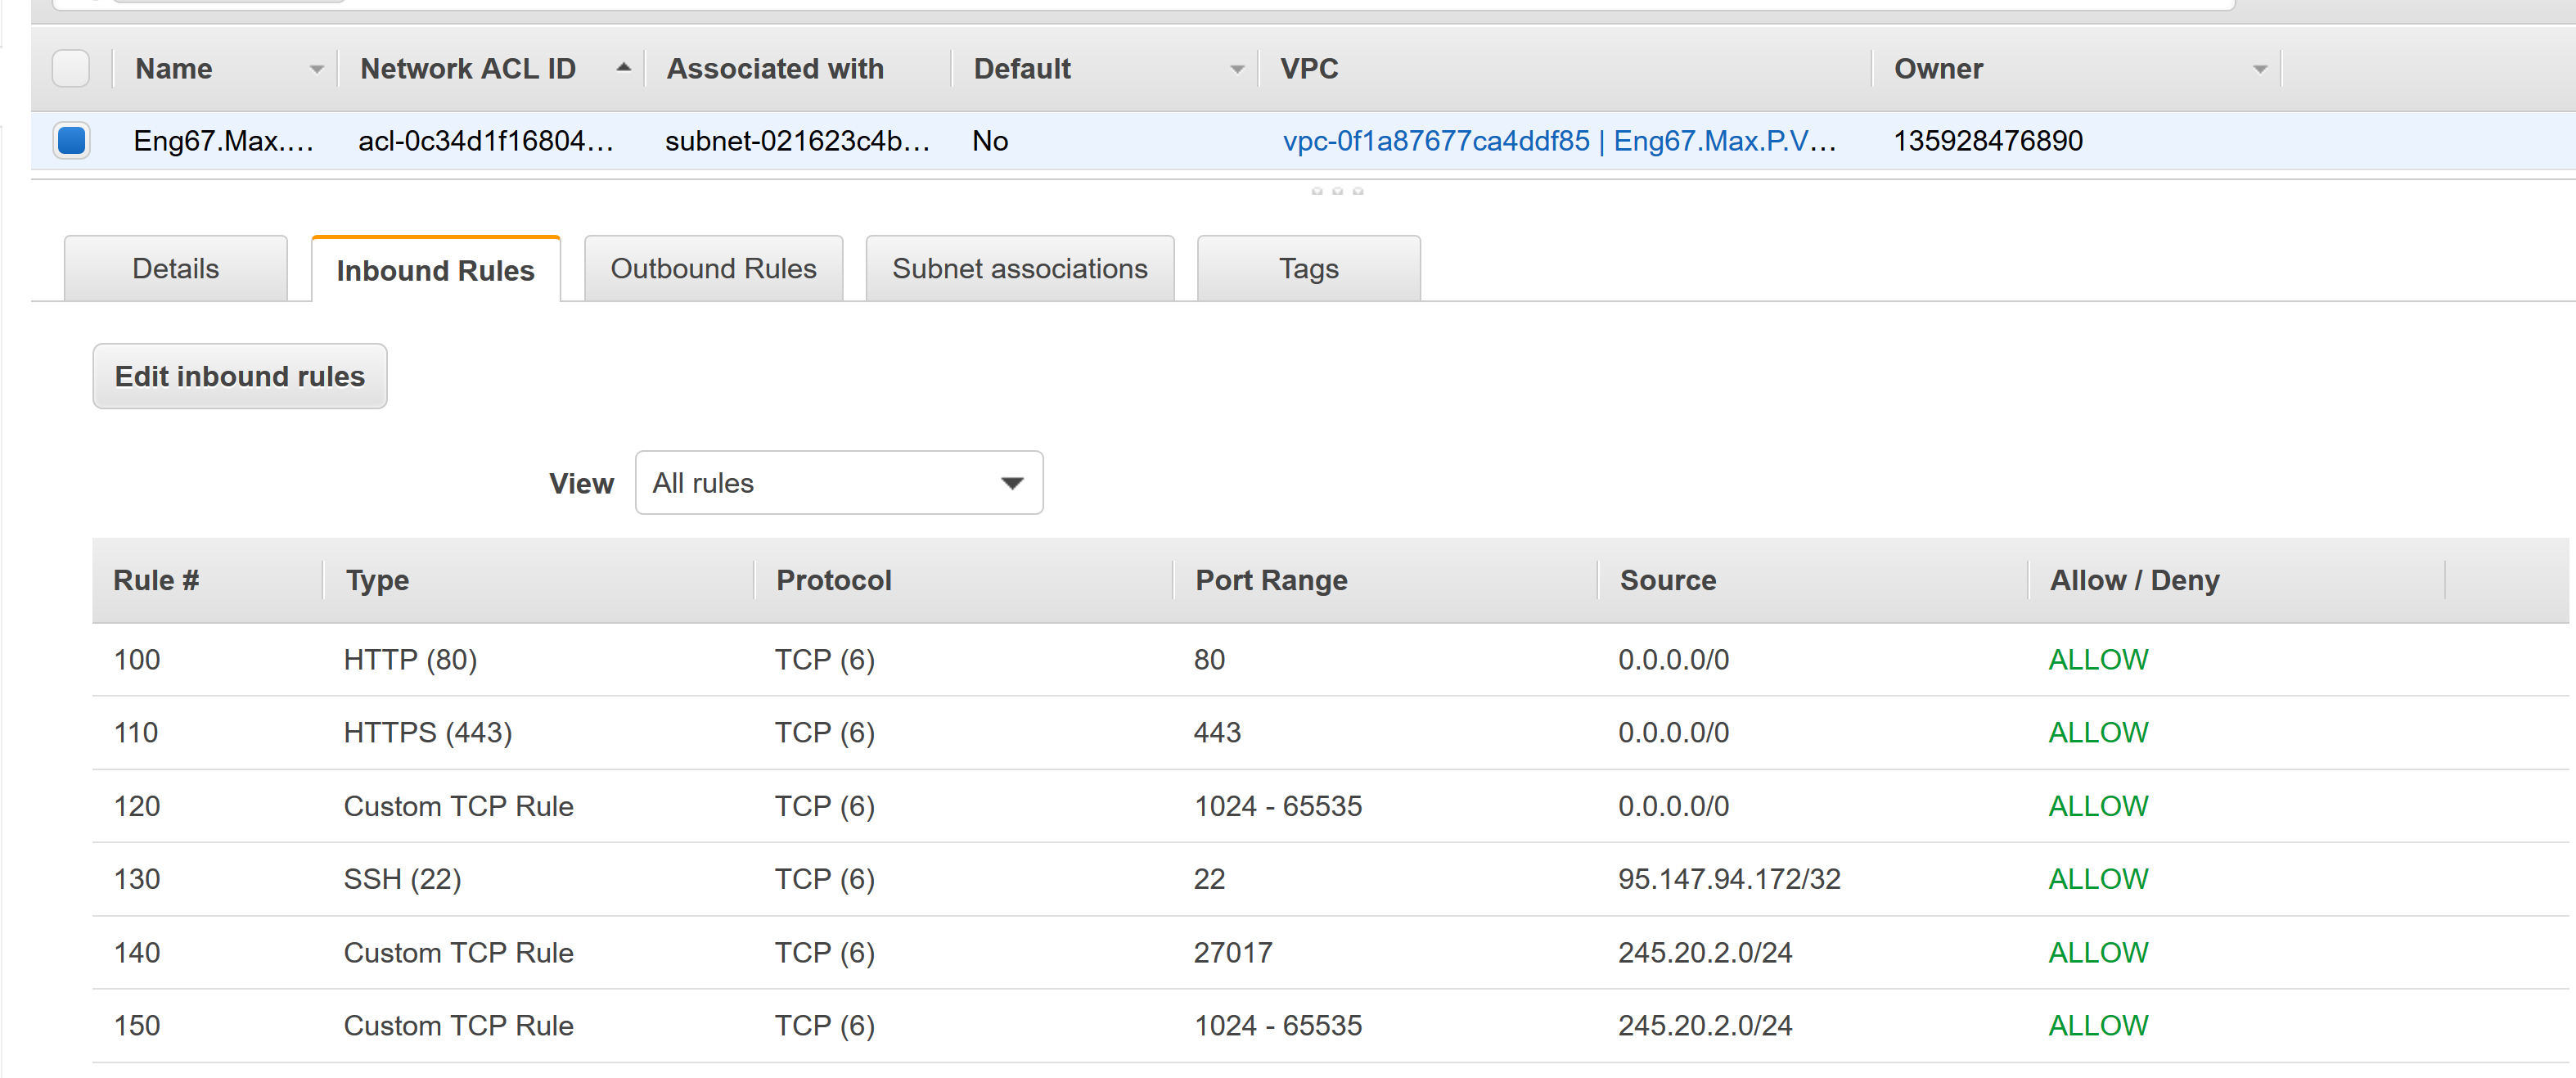 Name Network ACL ID Associated with Default VPC Owner
Eng67.Max.... acl-0c34d1f16804... subnet-021623c4b... No vpc-0f1a87677ca4ddf85 | Eng67.Max.P.V... 135928476890
Details Inbound Rules Outbound Rules Subnet associations Tags
Edit inbound rules
View All rules
Rule # Type Protocol Port Range Source Allow / Deny
100 HTTP (80) TCP (6) 80 0.0.0.0/0 ALLOW
110 HTTPS (443) TCP (6) 443 0.0.0.0/0 ALLOW
120 Custom TCP Rule TCP (6) 1024 - 65535 0.0.0.0/0 ALLOW
130 SSH (22) TCP (6) 22 95.147.94.172/32 ALLOW
140 Custom TCP Rule TCP (6) 27017 245.20.2.0/24 ALLOW
150 Custom TCP Rule TCP (6) 1024 - 65535 245.20.2.0/24 ALLOW